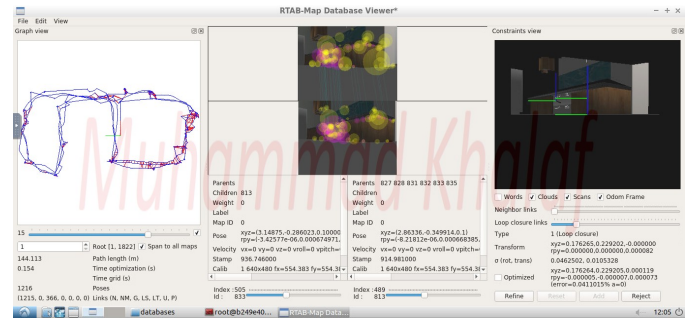 RTAB-Map Database Viewer*
File Edit View
Graph view
15
1 Root [1, 1822] Span to all maps
144.113 Path length (m)
0.154 Time optimization (s)
Time grid (s)
1216 Poses
(1215, 0, 366, 0, 0, 0, 0) Links (N, NM, G, LS, LT, U, P)
Parents
Children 813
Weight 0
Label
Map ID 0
Pose xyz=(3.14875,-0.286023,0.10000
rpy=(-3.42577e-06,0.000674971,
Velocity vx=0 vy=0 vz=0 vroll=0 vpitch=
Stamp 936.746000
Calib 1 640x480 fx=554.383 fy=554.3
Index :505
Id : 833
Parents 827 828 831 832 833 835
Children
Weight 0
Label
Map ID 0
Pose xyz=(2.86336,-0.349914,0.1)
rpy=(-8.21812e-06,0.000668385,
Velocity vx=0 vy=0 vz=0 vroll=0 vpitch=
Stamp 914.981000
Calib 1 640x480 fx=554.383 fy=554.3
Index :489
Id : 813
Constraints view
Words Clouds Scans Odom Frame
Neighbor links
Loop closure links
Type 1 (Loop closure)
Transform xyz=0.176265,0.229202,-0.000000
rpy=0.000000,0.000000,0.000082
σ (rot, trans) 0.0462502, 0.0105328
Optimized xyz=0.176264,0.229205,0.000119
rpy=-0.000005,-0.000007,0.000073
(error=0.0411015% a=0)
Refine Reset Add Reject
Muhammad Khalaf
databases root@b249e40... RTAB-Map Data... 12:05